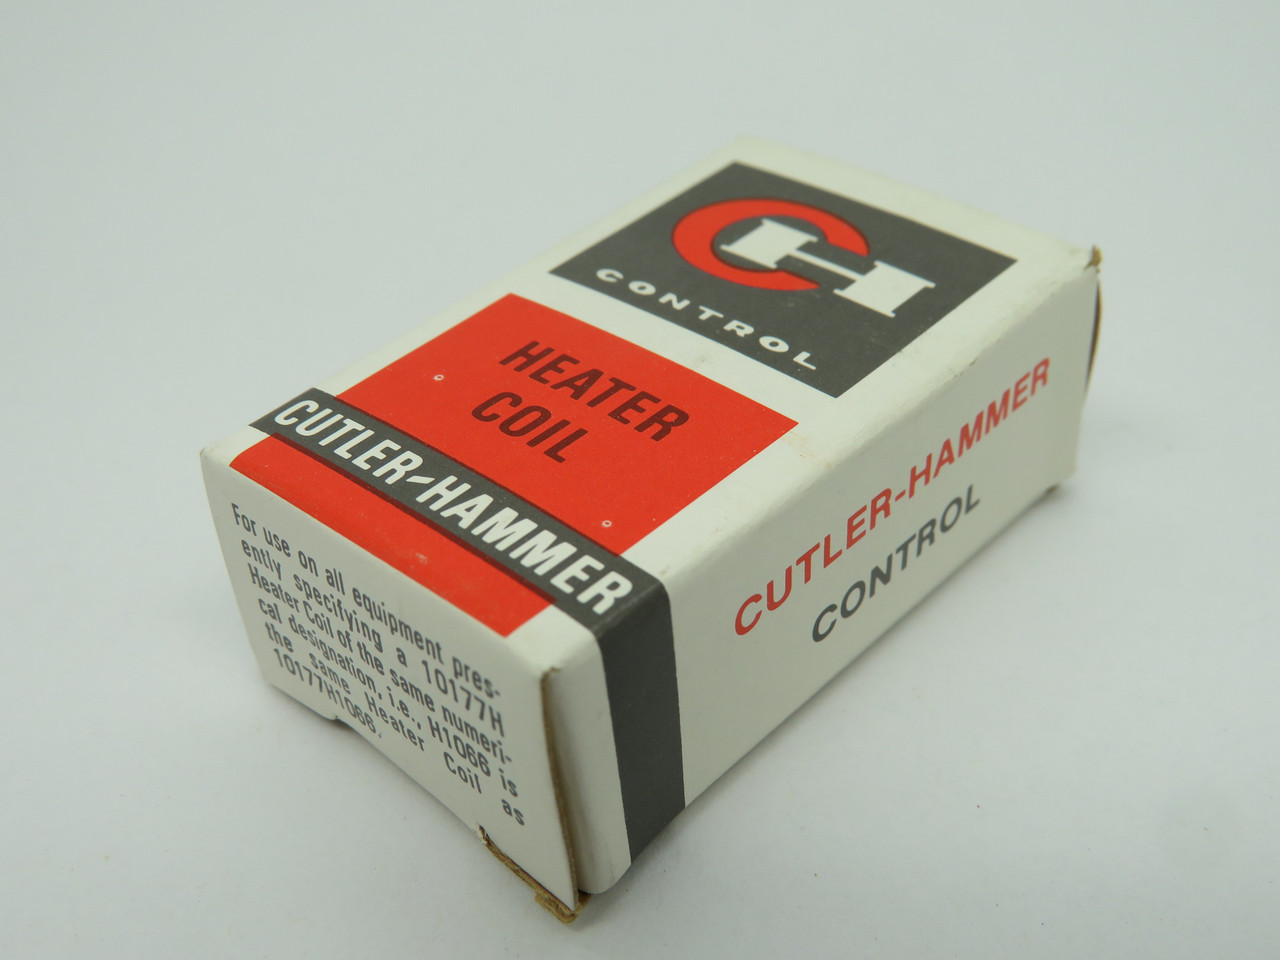 CH
CONTROL
HEATER
COIL
CUTLER-HAMMER
CUTLER-HAMMER
CONTROL
For use on all equipment pres-
ently specifying a 10177H
Heater Coil of the same numeri-
cal designation, i.e., H1066 is
the same Heater Coil as
10177H1066.